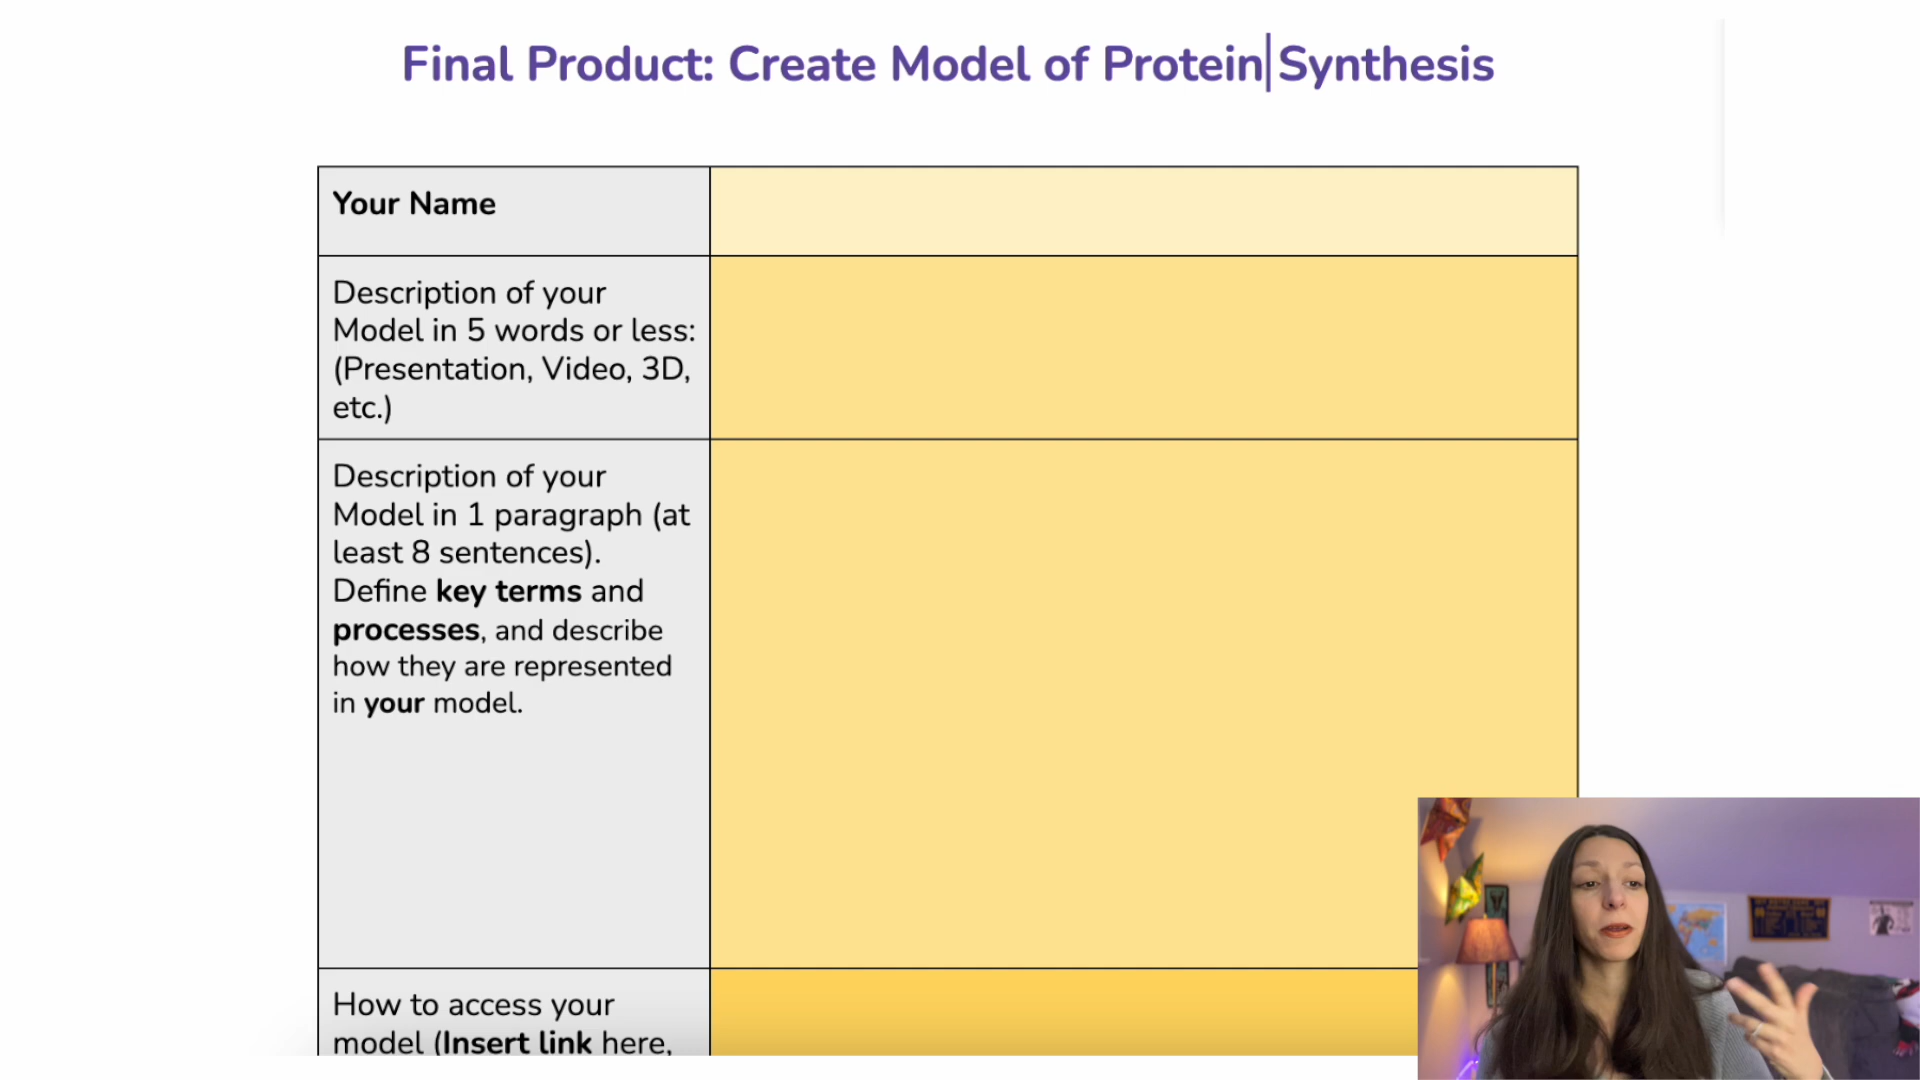 Final Product: Create Model of Protein Synthesis
Your Name
Description of your
Model in 5 words or less:
(Presentation, Video, 3D,
etc.)
Description of your
Model in 1 paragraph (at
least 8 sentences).
Define key terms and
processes, and describe
how they are represented
in your model.
How to access your
model (Insert link here,